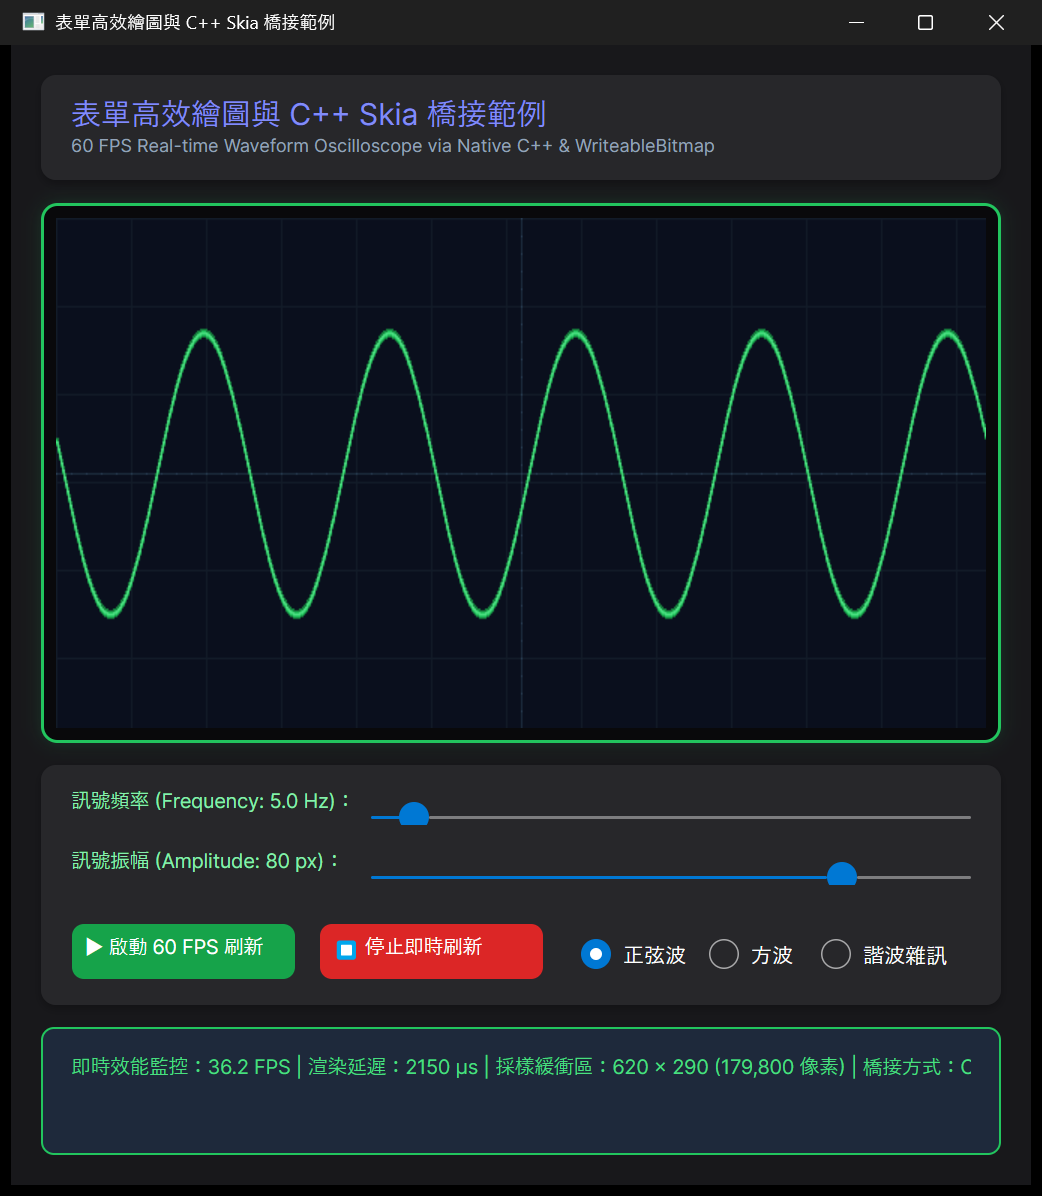 表單高效繪圖與 C++ Skia 橋接範例
表單高效繪圖與 C++ Skia 橋接範例
60 FPS Real-time Waveform Oscilloscope via Native C++ & WriteableBitmap
訊號頻率 (Frequency: 5.0 Hz)：
訊號振幅 (Amplitude: 80 px)：
▶ 啟動 60 FPS 刷新
⏹ 停止即時刷新
正弦波
方波
諧波雜訊
即時效能監控：36.2 FPS | 渲染延遲：2150 μs | 採樣緩衝區：620 × 290 (179,800 像素) | 橋接方式：C